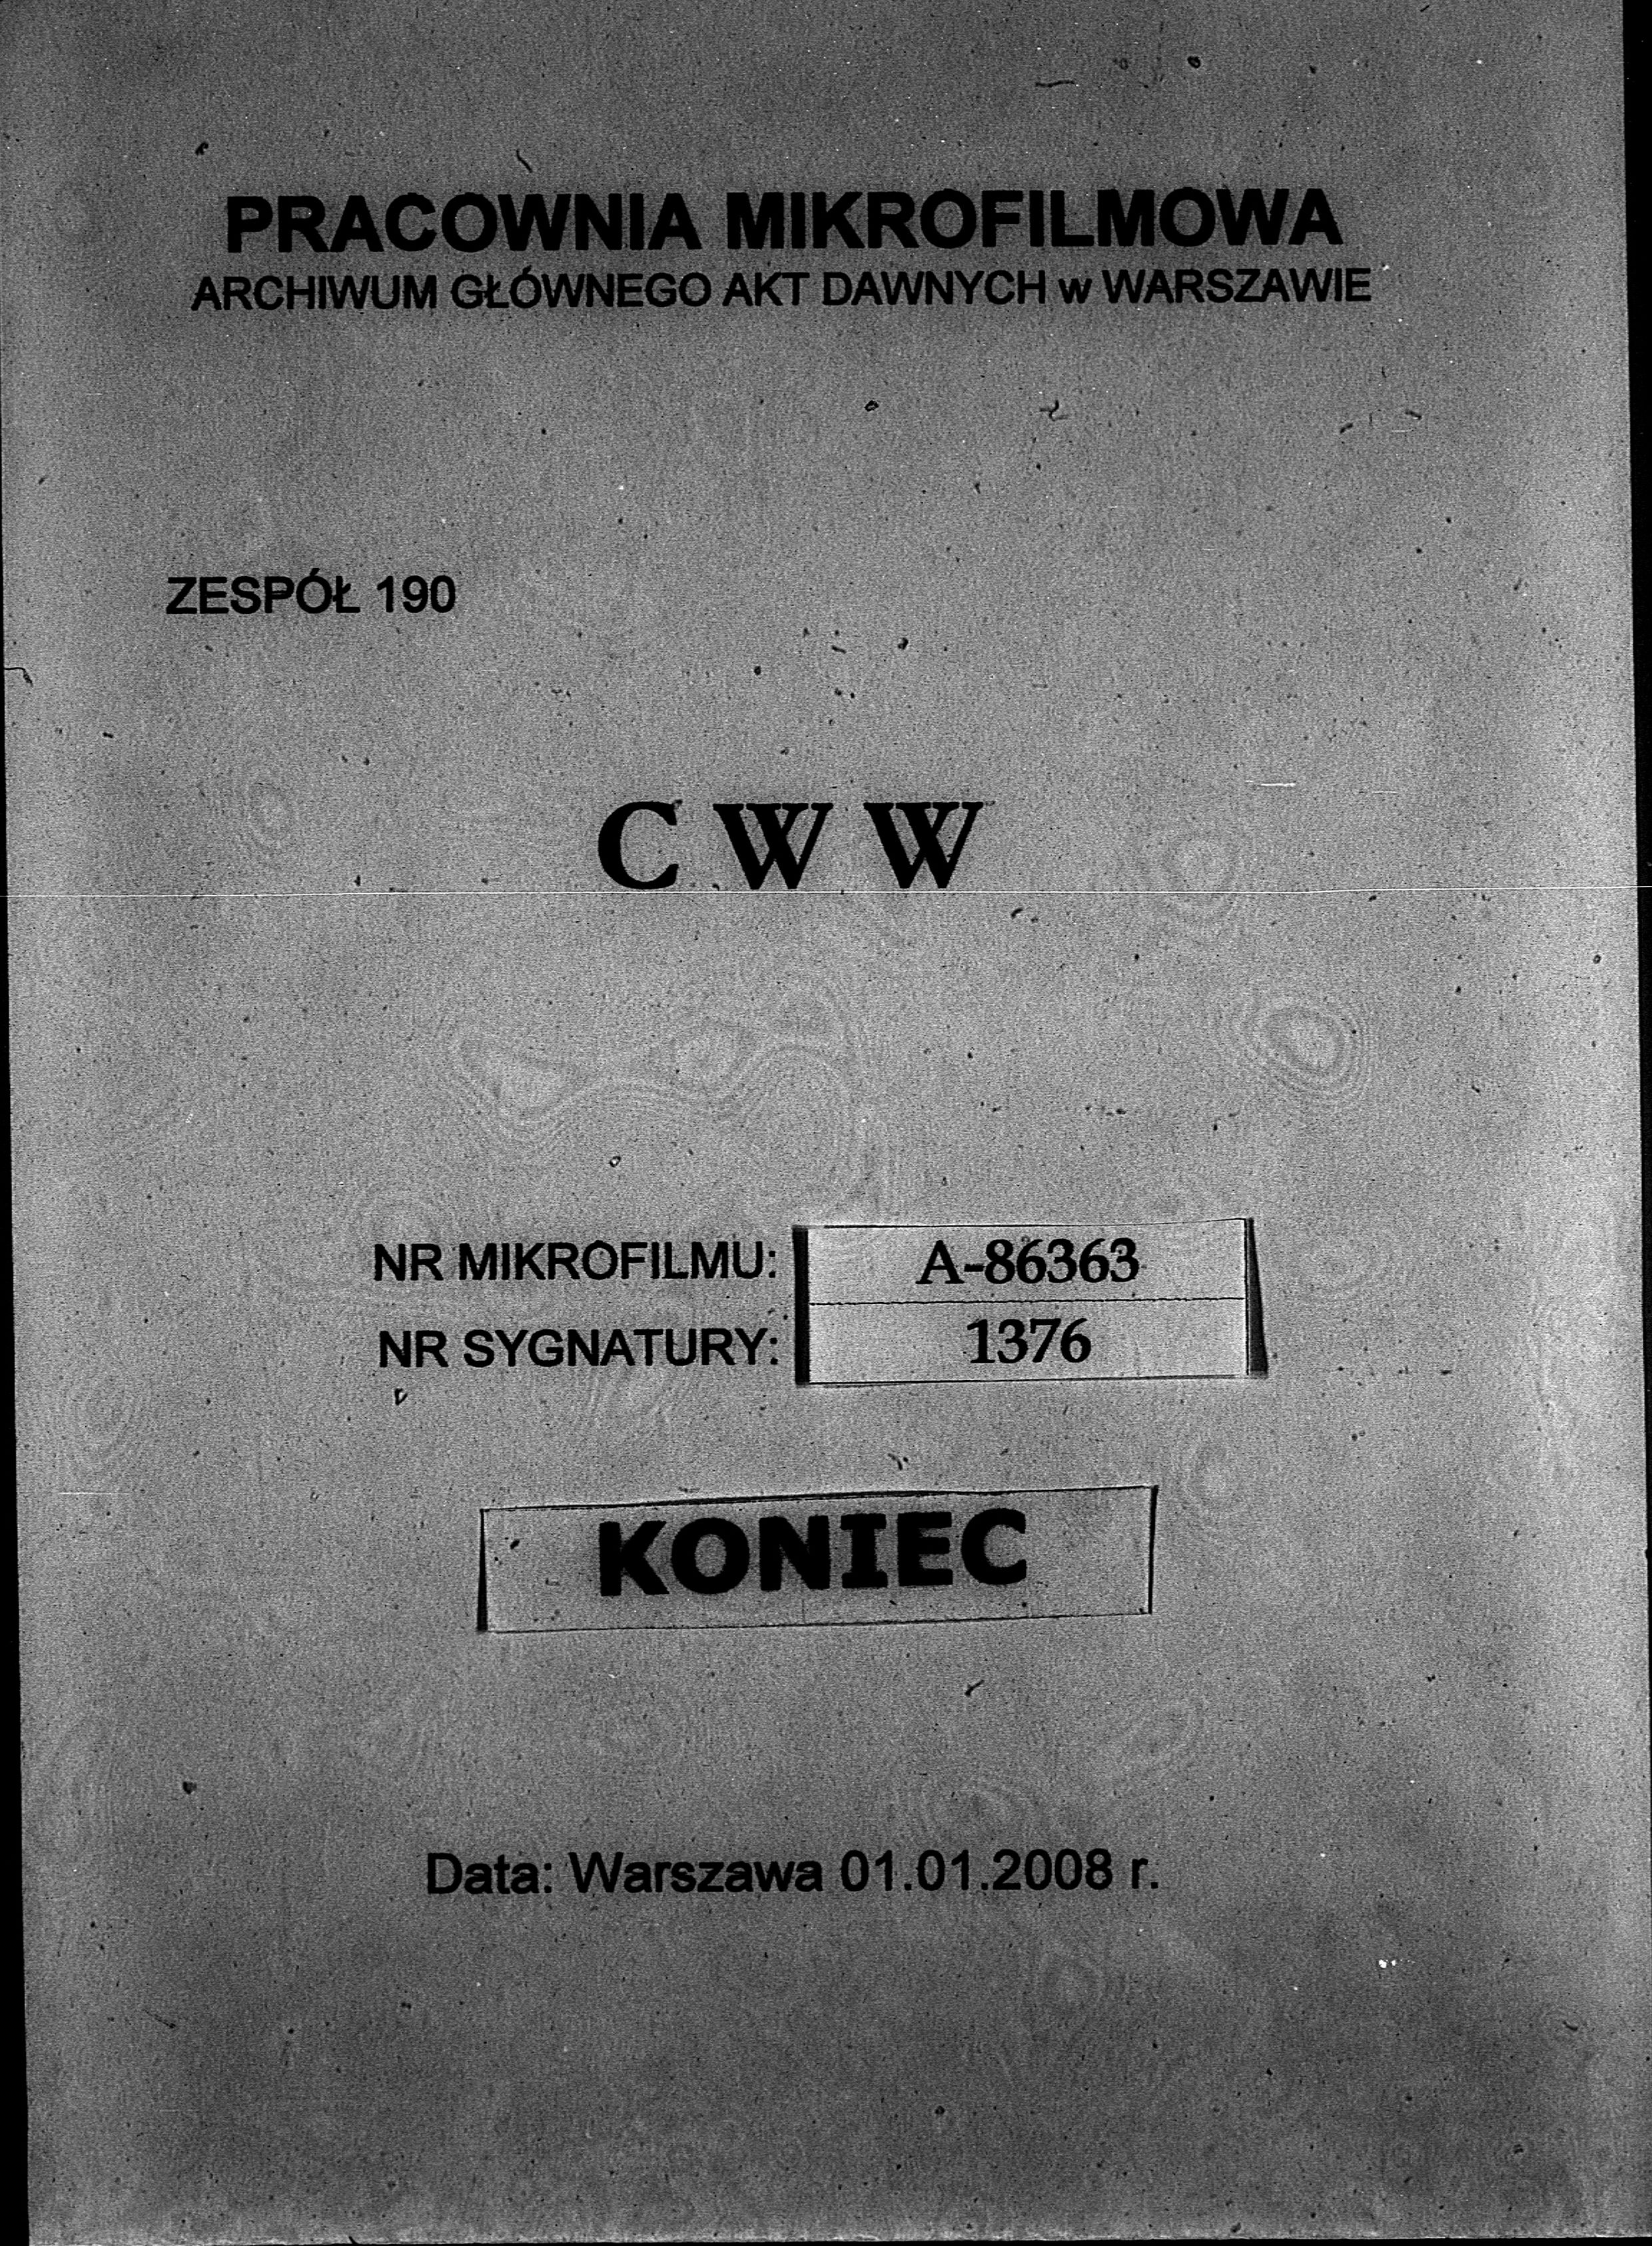 PRACOWNIA MIKROFILMOWA
ARCHIWUM GŁÓWNEGO AKT DAWNYCH w WARSZAWIE
ZESPÓŁ 190
C W W
NR MIKROFILMU: A-86363
NR SYGNATURY: 1376
KONIEC
Data: Warszawa 01.01.2008 r.